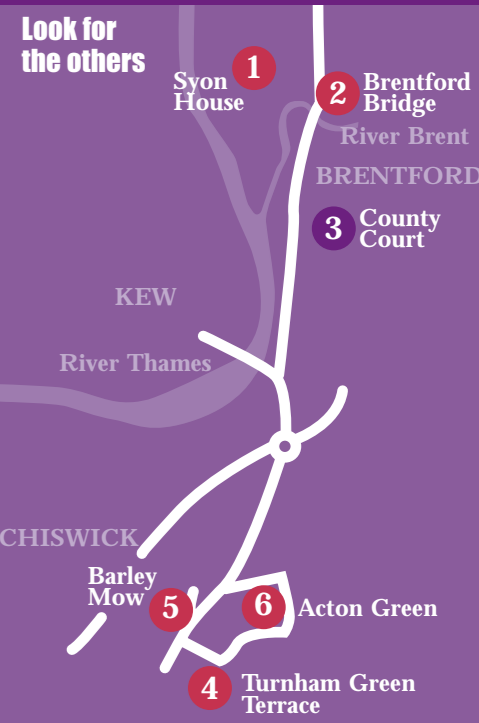 Look for
the others
1
Syon
House
2
Brentford
Bridge
River Brent
BRENTFORD
3
County
Court
KEW
River Thames
CHISWICK
Barley
Mow
5
6
Acton Green
4
Turnham Green
Terrace